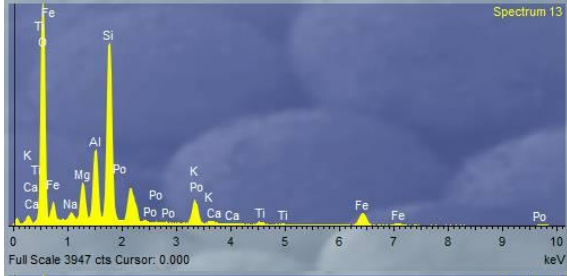 Spectrum 13
Fe
Ti
O
Si
K
Ti
Ca
Ca
Fe
Na
Mg
Al
Po
Po
Po
Po
K
Po
K
Ca
Ca
Ti
Ti
Fe
Fe
Po
0 1 2 3 4 5 6 7 8 9 10
Full Scale 3947 cts Cursor: 0.000 keV